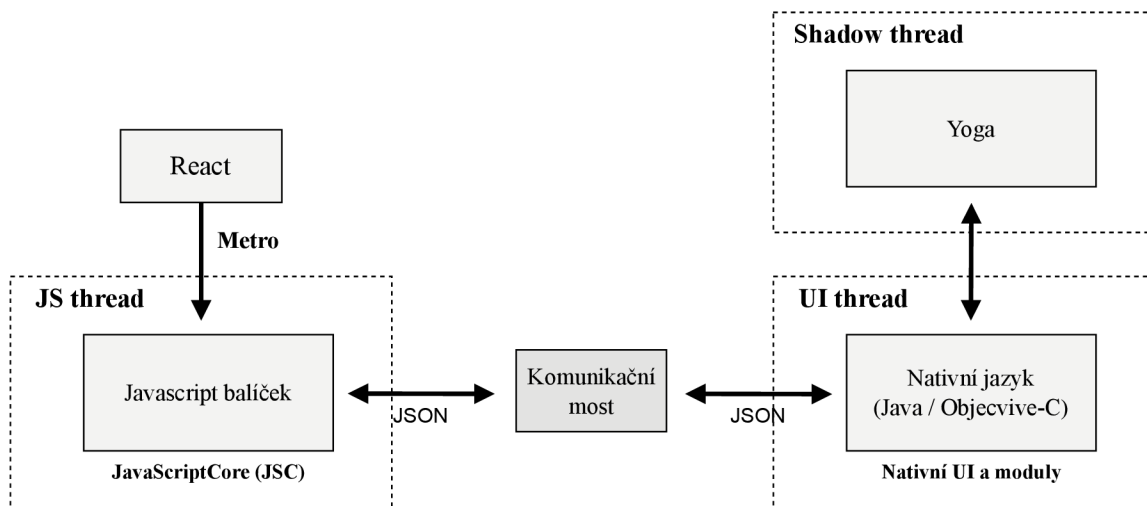 Shadow thread
Yoga
React
Metro
JS thread
UI thread
Javascript balíček
JSON
Komunikační
most
JSON
Nativní jazyk
(Java / Objecvive-C)
JavaScriptCore (JSC)
Nativní UI a moduly